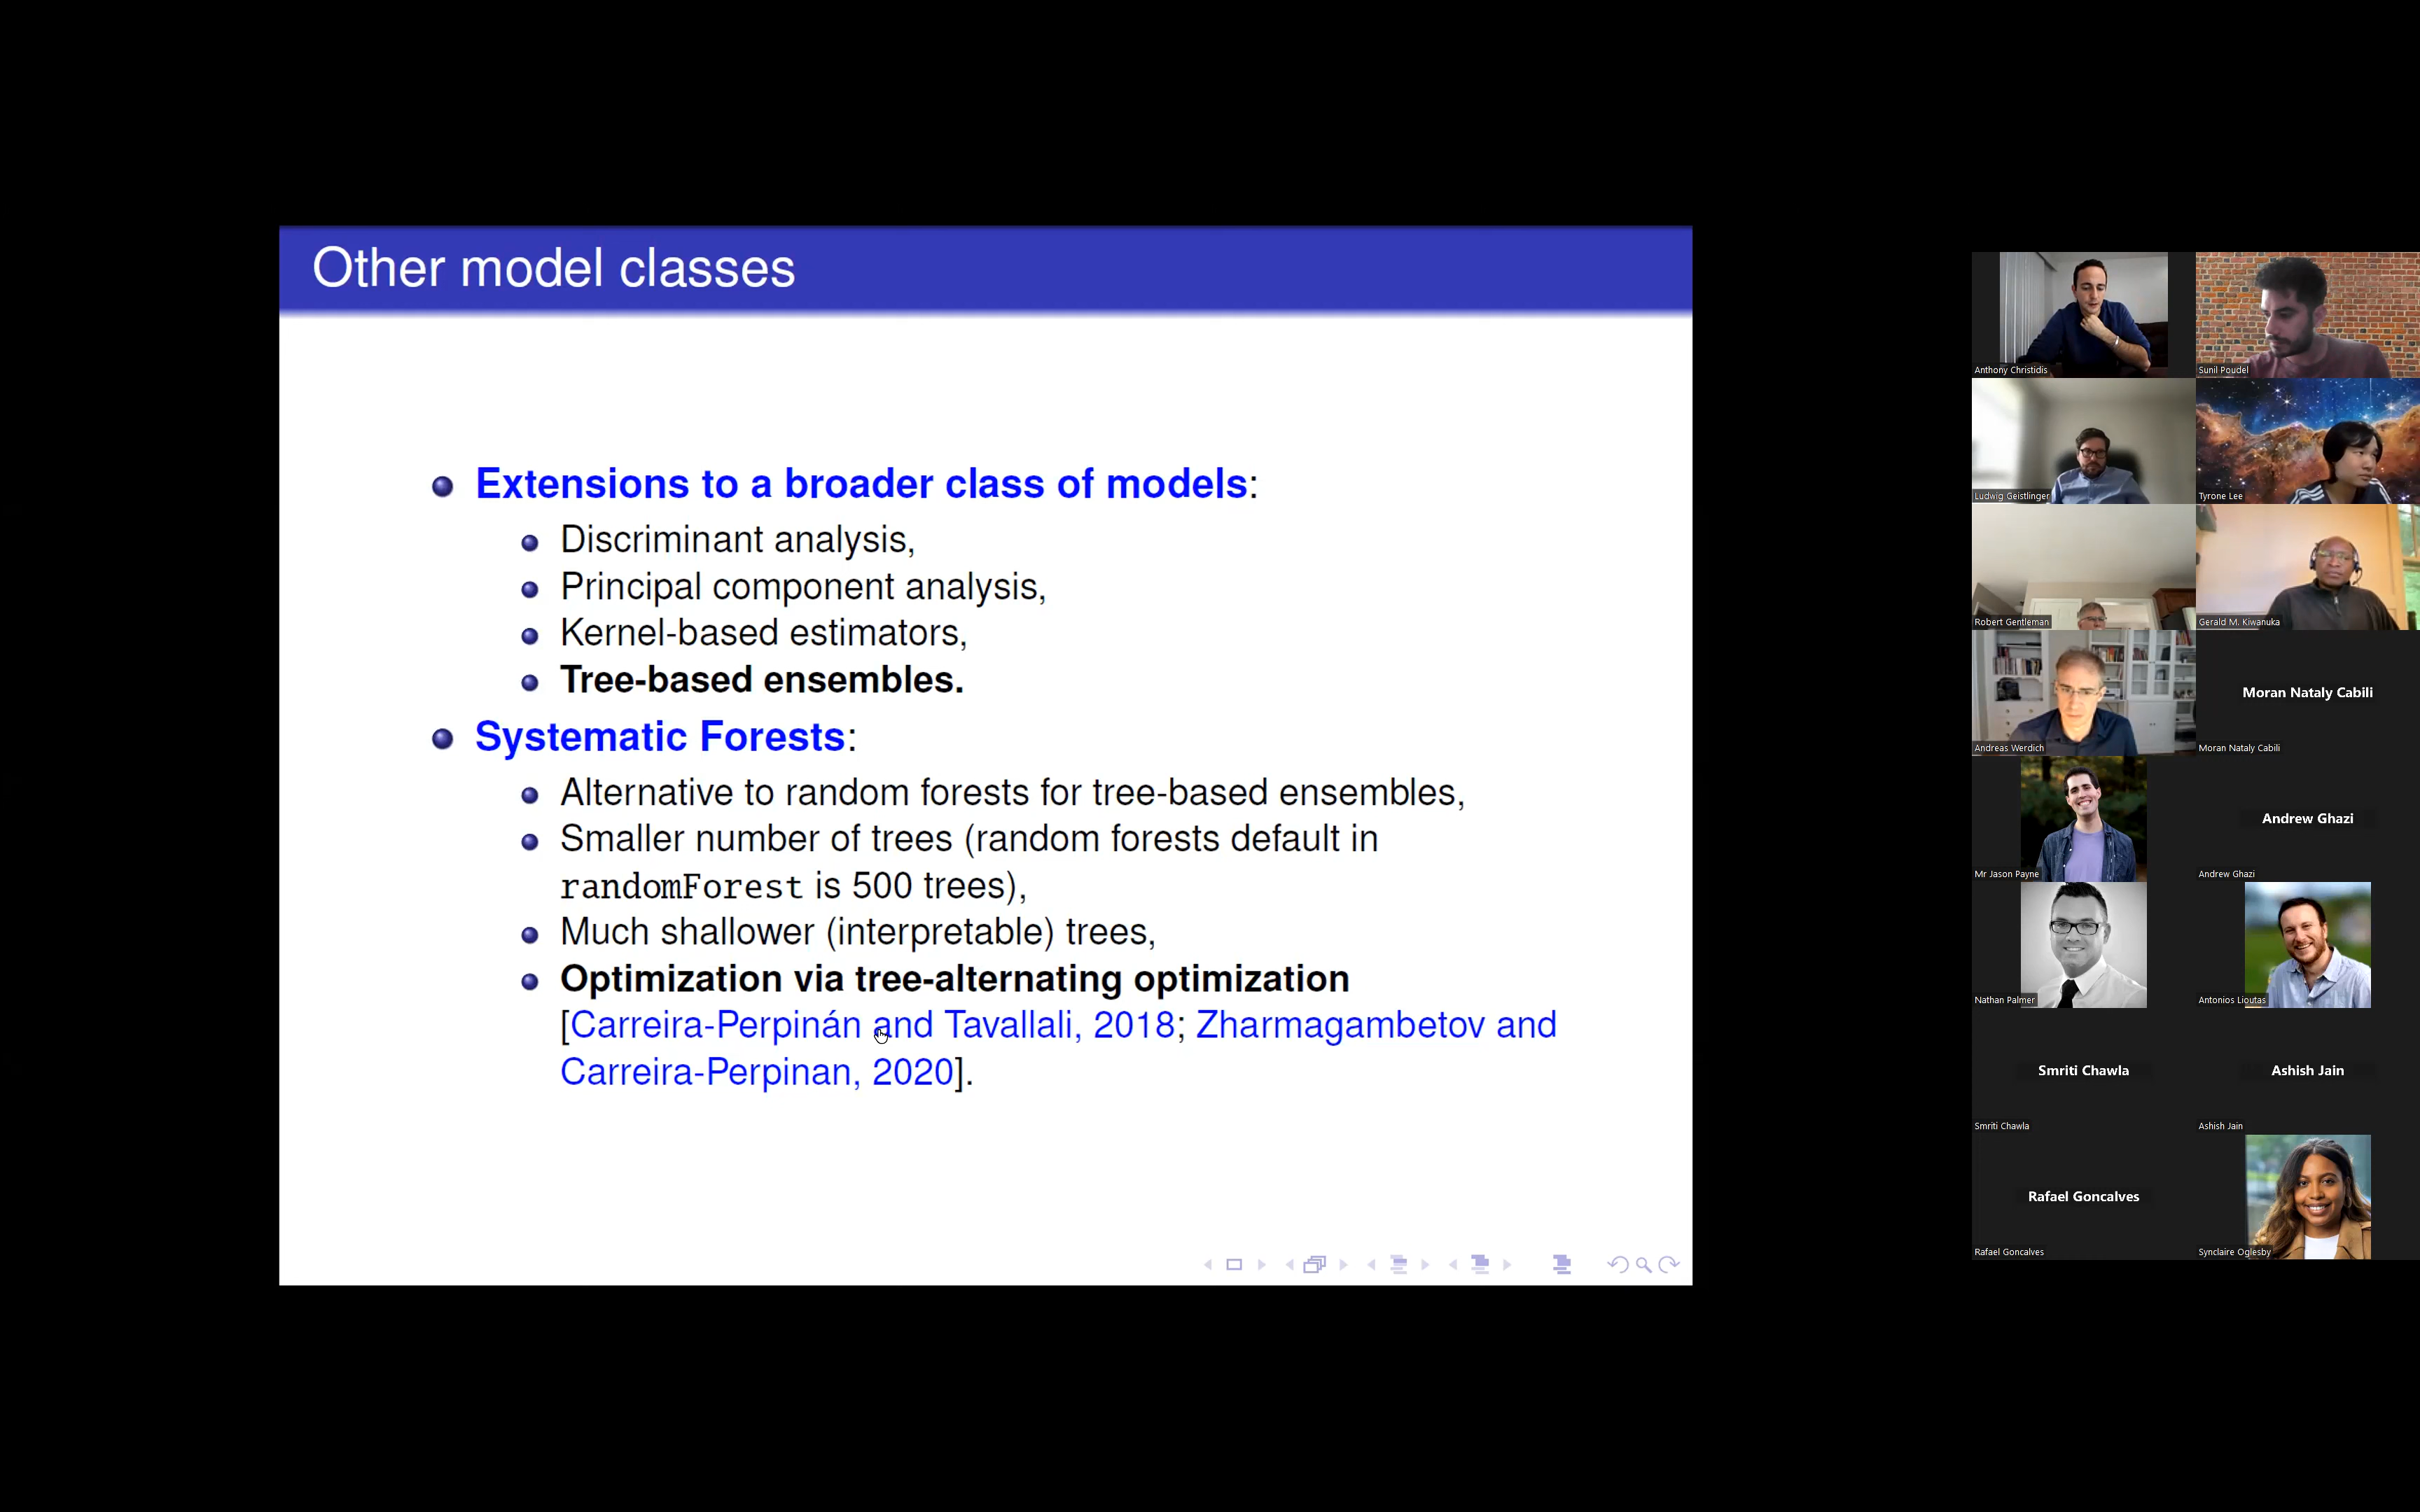 Other model classes
Extensions to a broader class of models:
Discriminant analysis,
Principal component analysis,
Kernel-based estimators,
Tree-based ensembles.
Systematic Forests:
Alternative to random forests for tree-based ensembles,
Smaller number of trees (random forests default in
randomForest is 500 trees),
Much shallower (interpretable) trees,
Optimization via tree-alternating optimization
[Carreira-Perpinán and Tavallali, 2018; Zharmagambetov and
Carreira-Perpinan, 2020].
Anthony Christidis
Sunil Poudel
Ludwig Geistlinger
Tyrone Lee
Robert Gentleman
Gerald M. Kiwanuka
Andreas Werdich
Moran Nataly Cabili
Moran Nataly Cabili
Mr Jason Payne
Andrew Ghazi
Andrew Ghazi
Nathan Palmer
Antonios Lioutas
Smriti Chawla
Smriti Chawla
Ashish Jain
Ashish Jain
Rafael Goncalves
Rafael Goncalves
Synclaire Oglesby